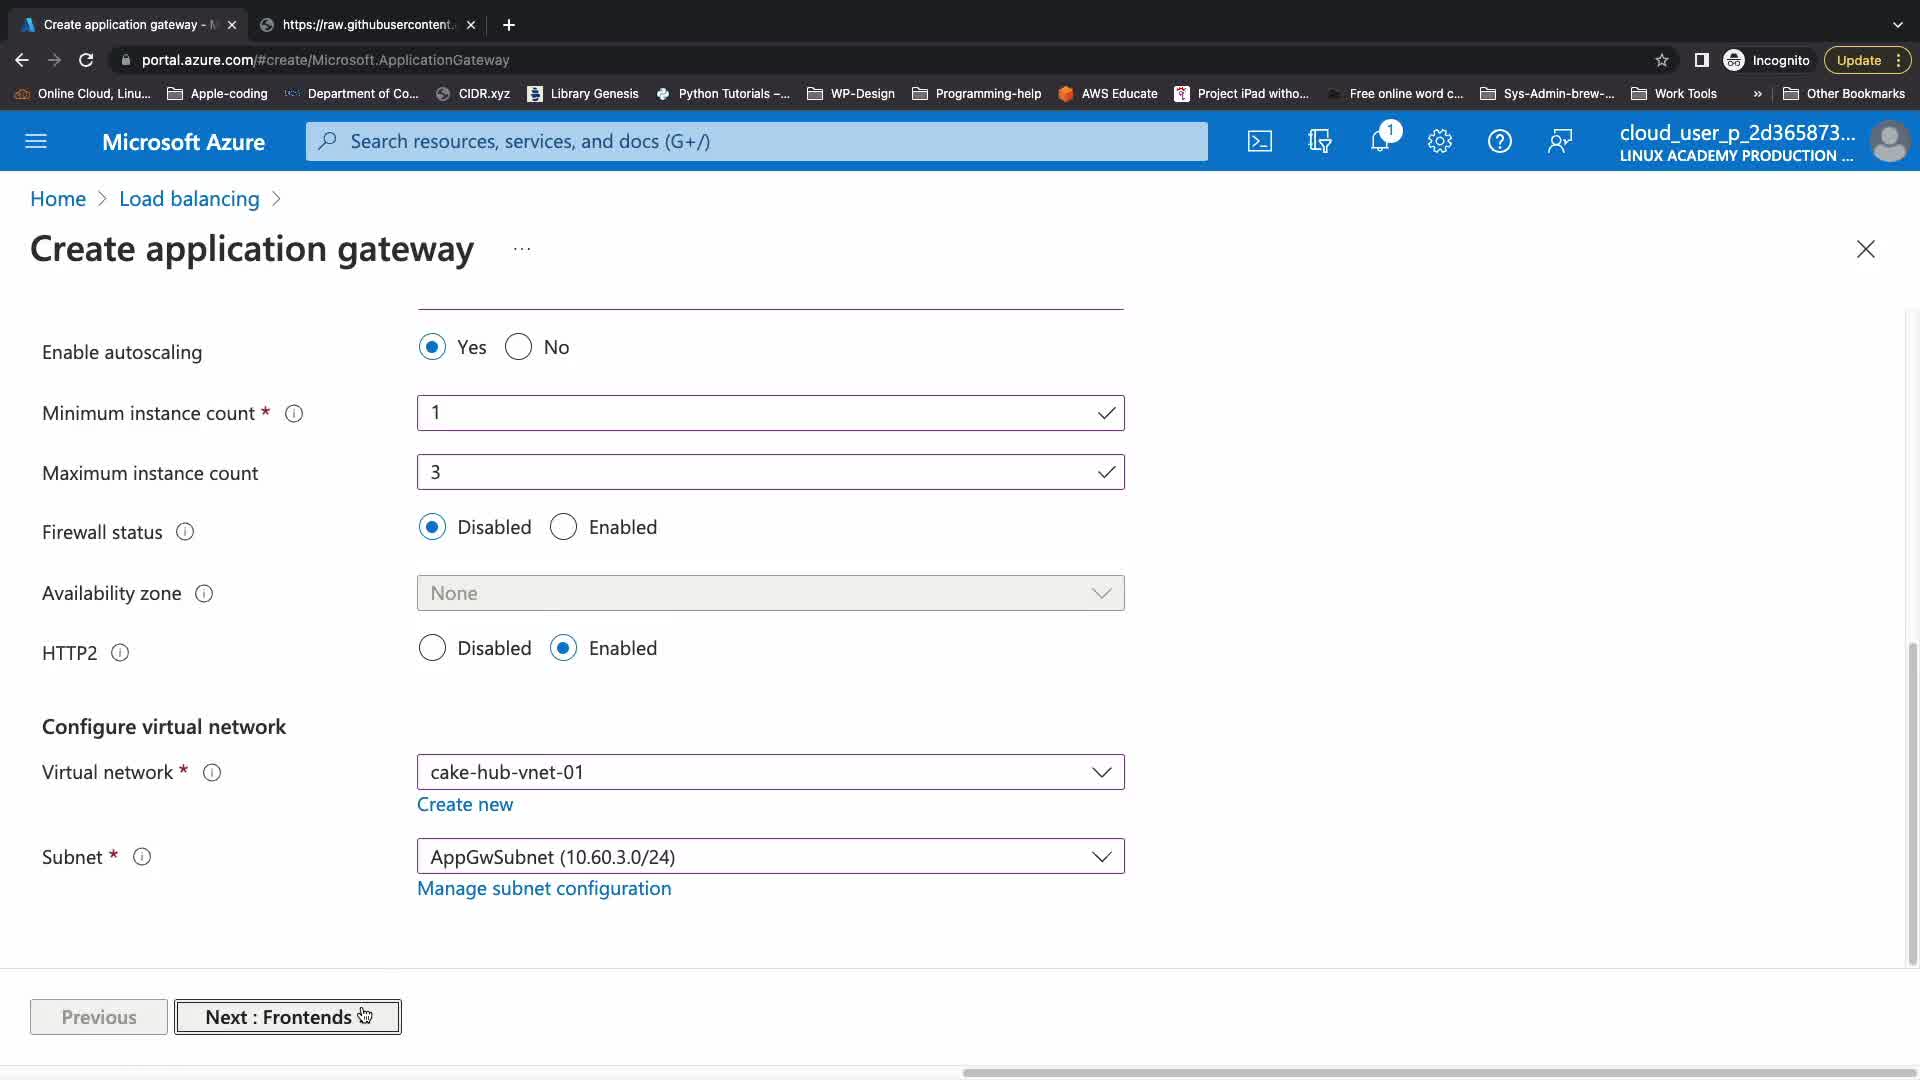 Create application gateway - M
https://raw.githubusercontent.
portal.azure.com/#create/Microsoft.ApplicationGateway
Incognito
Update
Online Cloud, Linu...
Apple-coding
Department of Co...
CIDR.xyz
Library Genesis
Python Tutorials –...
WP-Design
Programming-help
AWS Educate
Project iPad witho...
Free online word c...
Sys-Admin-brew-...
Work Tools
»
Other Bookmarks
Microsoft Azure
Search resources, services, and docs (G+/)
1
cloud_user_p_2d365873...
LINUX ACADEMY PRODUCTION ...
Home > Load balancing >
Create application gateway ...
Enable autoscaling
Yes
No
Minimum instance count *
1
Maximum instance count
3
Firewall status
Disabled
Enabled
Availability zone
None
HTTP2
Disabled
Enabled
Configure virtual network
Virtual network *
cake-hub-vnet-01
Create new
Subnet *
AppGwSubnet (10.60.3.0/24)
Manage subnet configuration
Previous
Next : Frontends